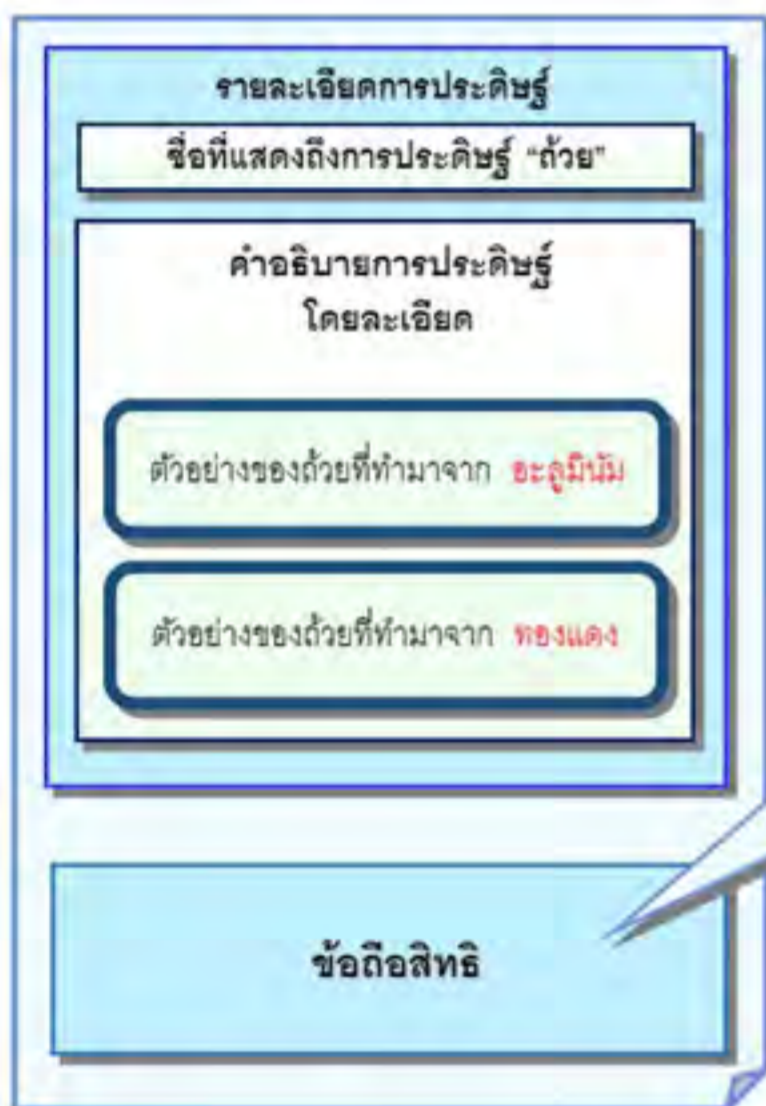 รายละเอียดการประดิษฐ์
ชื่อที่แสดงถึงการประดิษฐ์ "ถ้วย"
คำอธิบายการประดิษฐ์
โดยละเอียด
ตัวอย่างของถ้วยที่ทำมาจาก อะลูมินัม
ตัวอย่างของถ้วยที่ทำมาจาก ทองแดง
ข้อถือสิทธิ